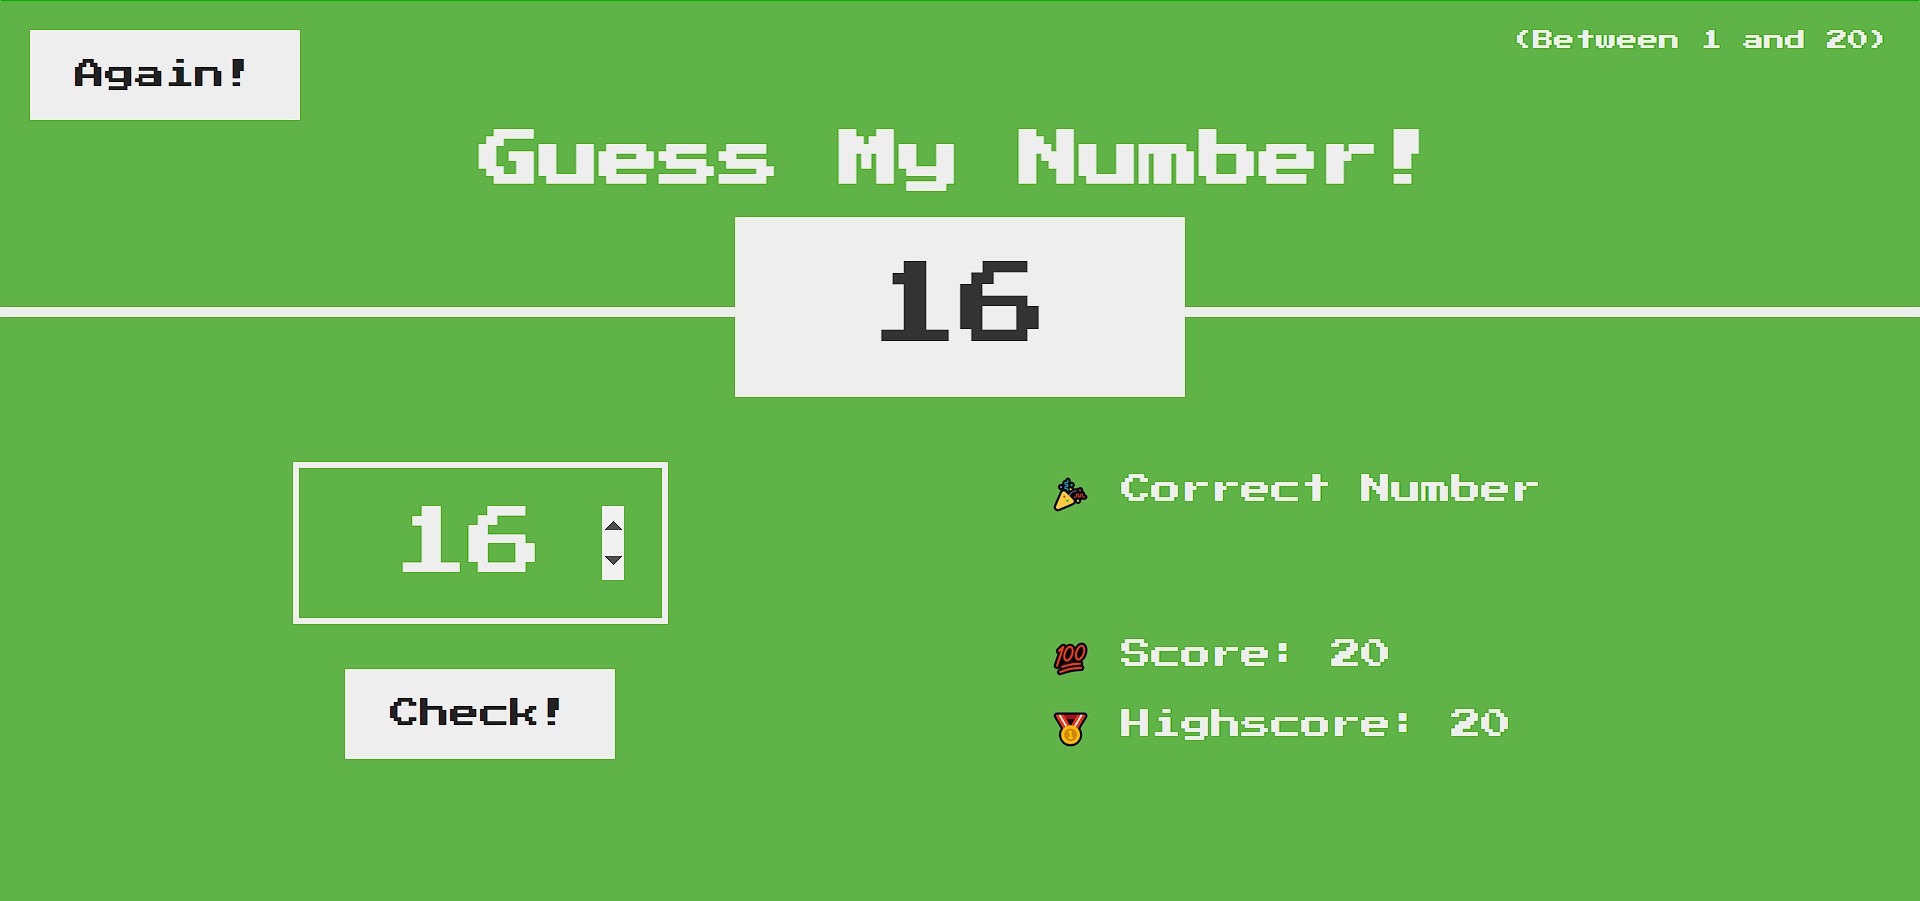 Again!
(Between 1 and 20)
Guess My Number!
16
16
Check!
🎉 Correct Number
💯 Score: 20
🥇 Highscore: 20